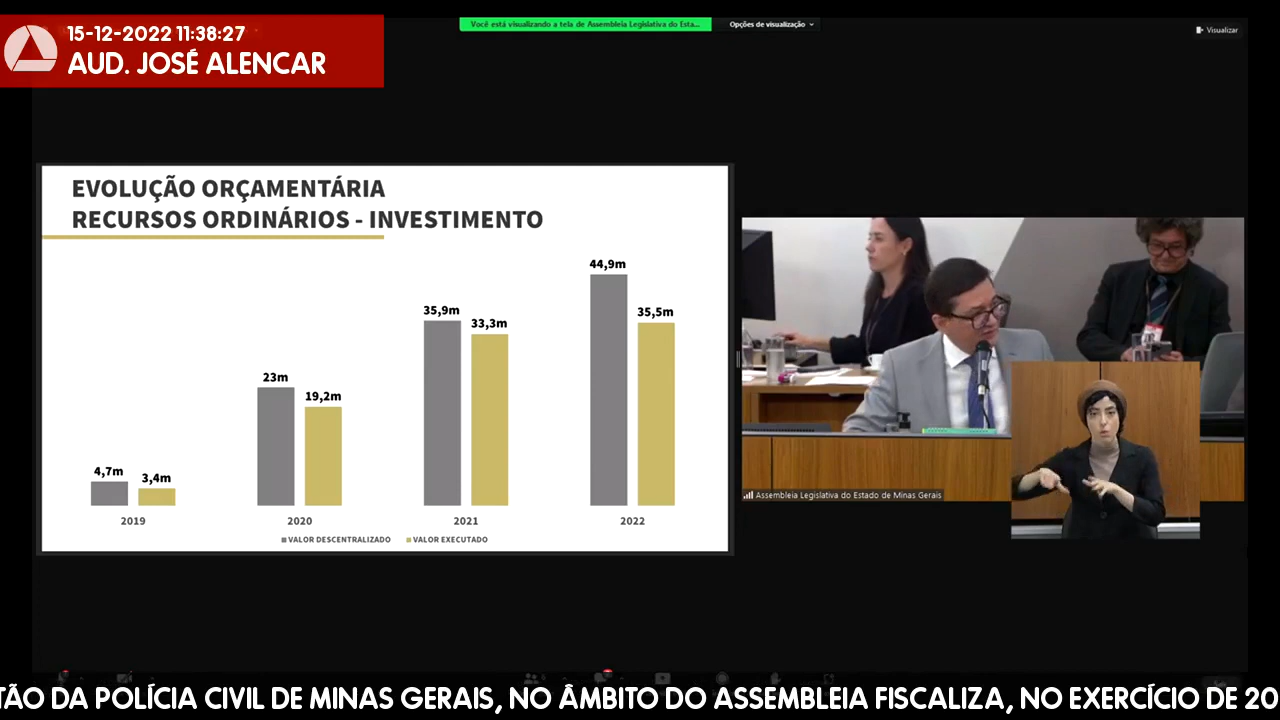 15-12-2022 11:38:27
AUD. JOSÉ ALENCAR
Você está visualizando a tela de Assembleia Legislativa do Esta...
Opções de visualização
Visualizar
EVOLUÇÃO ORÇAMENTÁRIA
RECURSOS ORDINÁRIOS - INVESTIMENTO
4,7m
3,4m
23m
19,2m
35,9m
33,3m
44,9m
35,5m
2019
2020
2021
2022
VALOR DESCENTRALIZADO
VALOR EXECUTADO
Assembleia Legislativa do Estado de Minas Gerais
TÃO DA POLÍCIA CIVIL DE MINAS GERAIS, NO ÂMBITO DO ASSEMBLEIA FISCALIZA, NO EXERCÍCIO DE 20